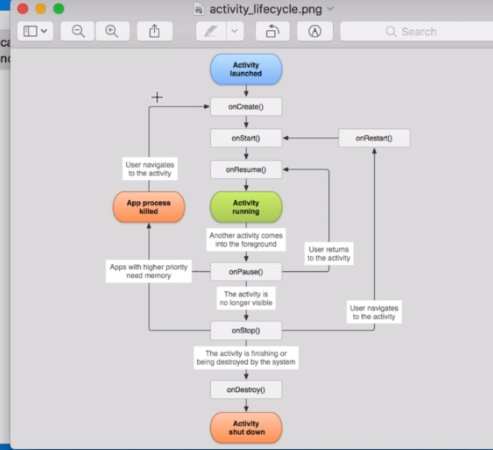 activity_lifecycle.png
Search
Activity
launched
onCreate()
onStart()
onRestart()
onResume()
User navigates
to the activity
App process
killed
Activity
running
Another activity comes
into the foreground
User returns
to the activity
Apps with higher priority
need memory
onPause()
The activity is
no longer visible
User navigates
to the activity
onStop()
The activity is finishing or
being destroyed by the system
onDestroy()
Activity
shut down